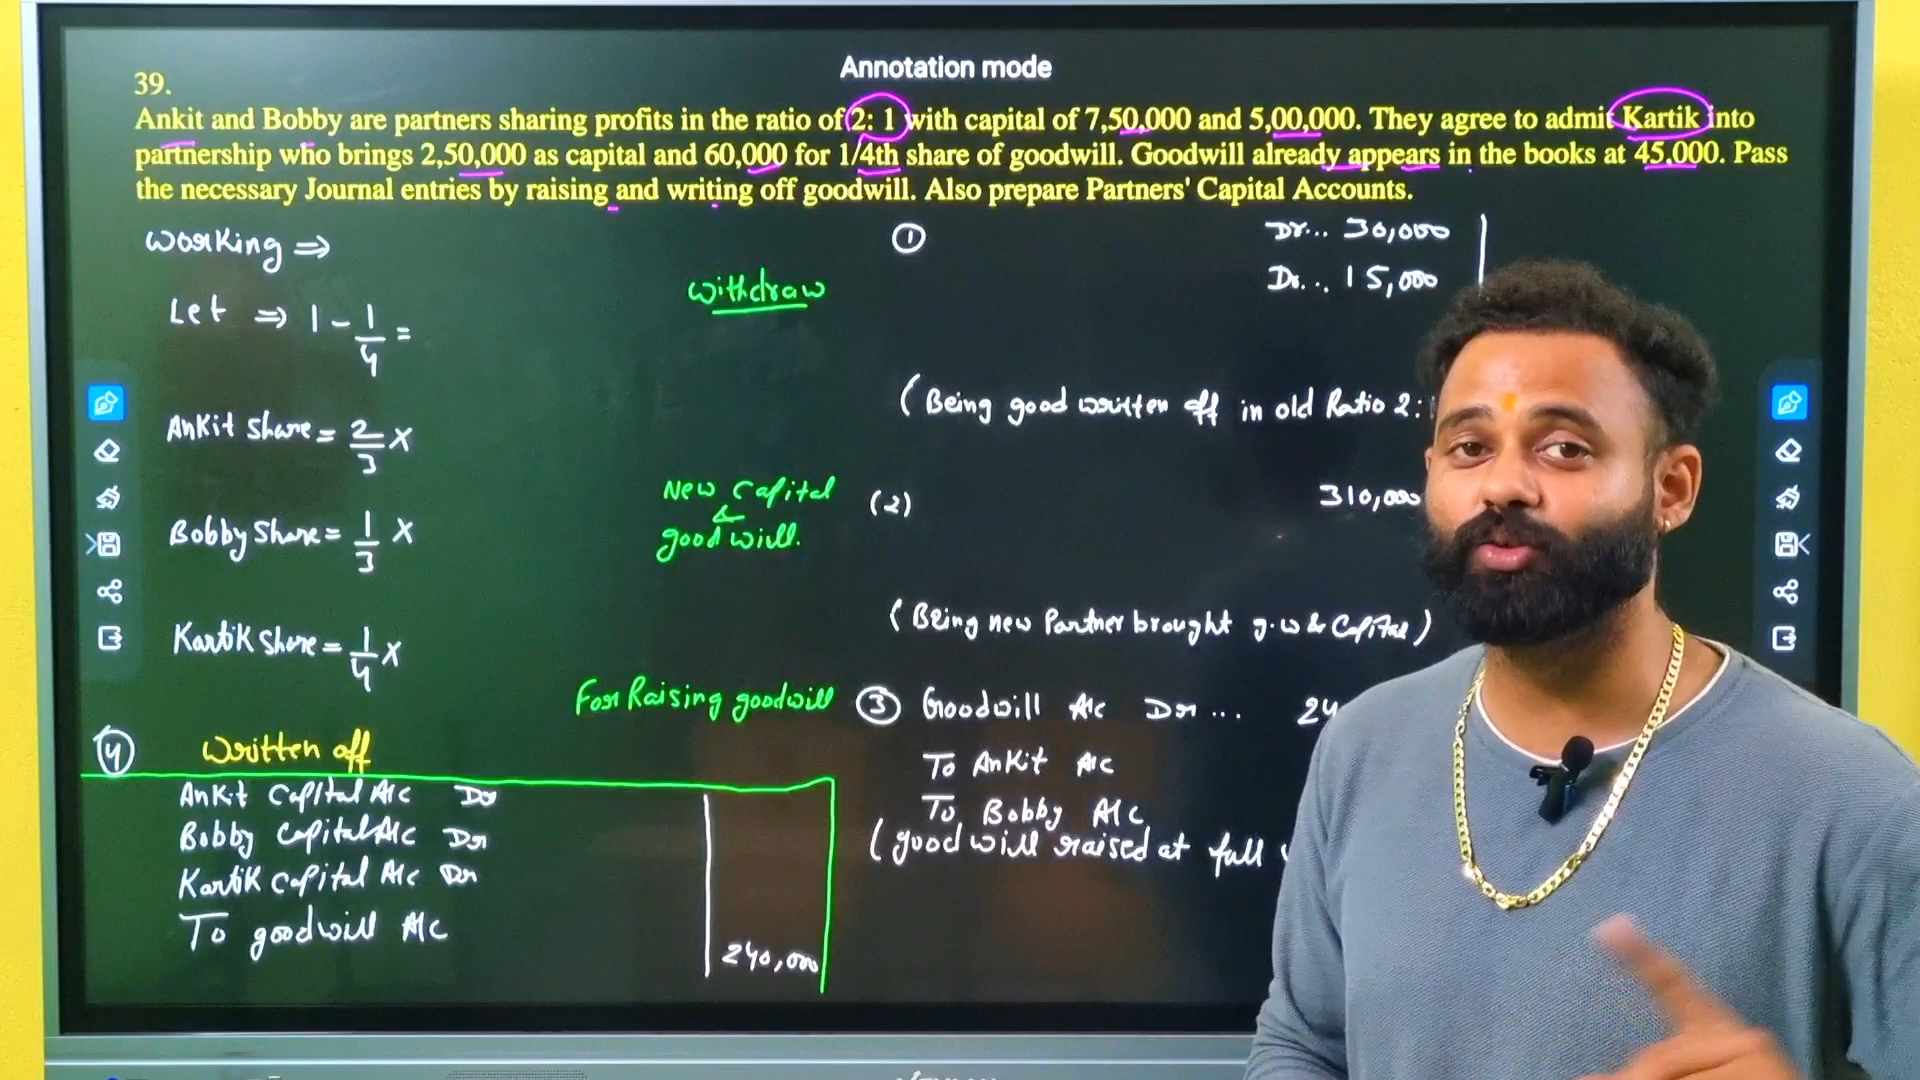 Annotation mode
39.
Ankit and Bobby are partners sharing profits in the ratio of 2: 1 with capital of 7,50,000 and 5,00,000. They agree to admit Kartik into
partnership who brings 2,50,000 as capital and 60,000 for 1/4th share of goodwill. Goodwill already appears in the books at 45,000. Pass
the necessary Journal entries by raising and writing off goodwill. Also prepare Partners' Capital Accounts.
Working ⇒
Let ⇒ 1 - 1/4 =
Ankit Share = 2/3 X
Bobby Share = 1/3 X
Kartik Share = 1/4 X
(4) Written off
Ankit Capital A/c Dr
Bobby Capital A/c Dr
Kartik Capital A/c Dr
To goodwill A/c
240,000
Withdraw
New Capital
&
goodwill.
For Raising goodwill
(1)
Dr... 30,000
Dr... 15,000
(Being good written off in old Ratio 2:
(2)
310,000
(Being new Partner brought g.w & Capital)
(3) Goodwill A/c Dr... 24
To Ankit A/c
To Bobby A/c
(goodwill raised at full